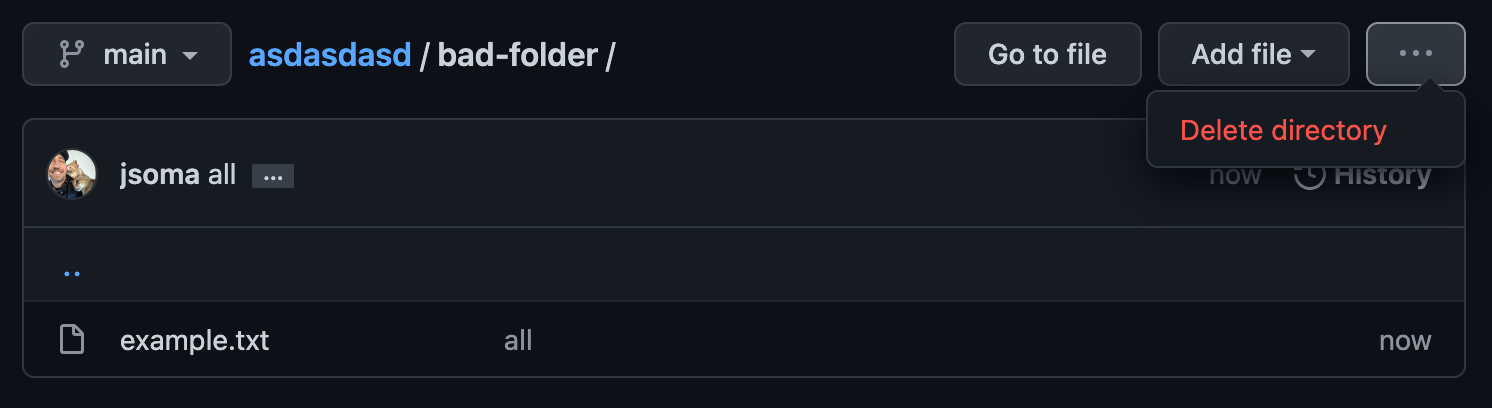 main asdasdasd / bad-folder / Go to file Add file ...
Delete directory
jsoma all ... now History
..
example.txt all now